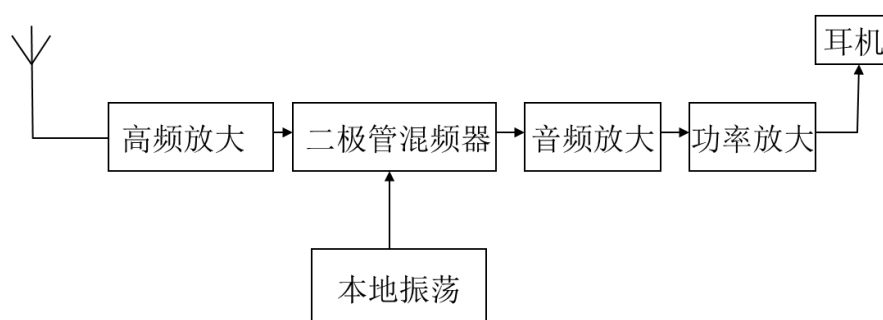 耳机
高频放大
二极管混频器
音频放大
功率放大
本地振荡